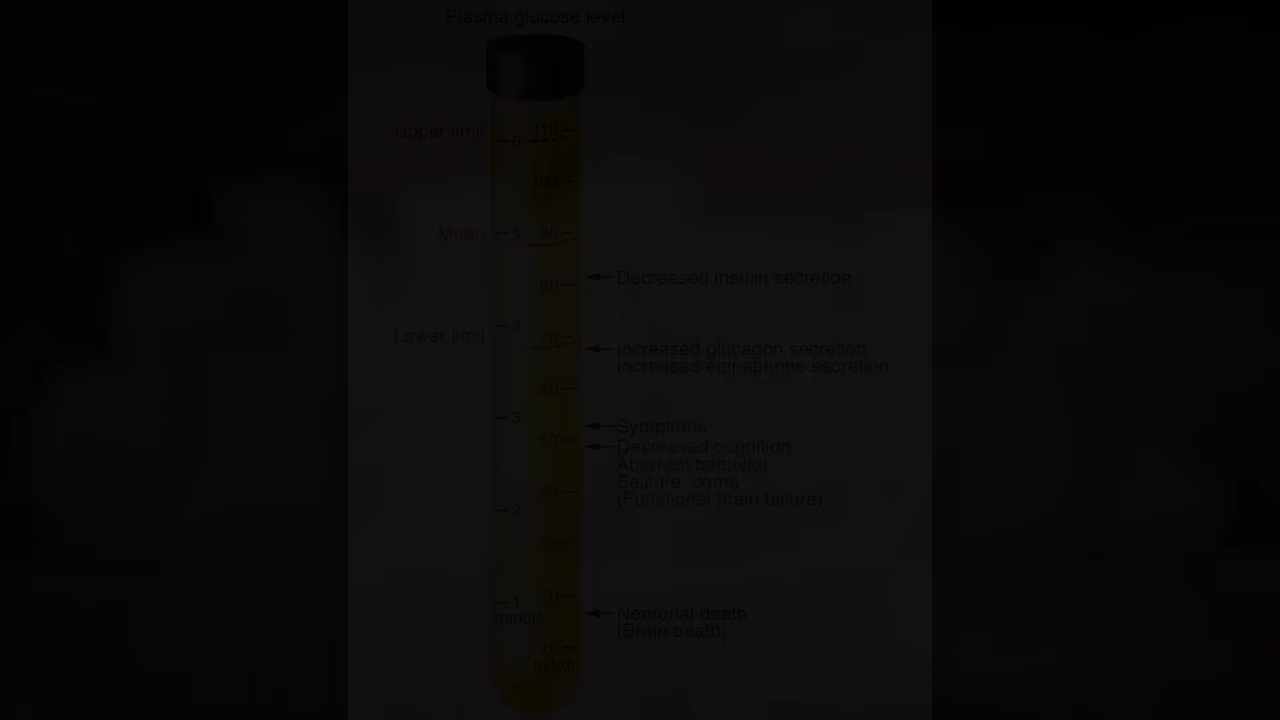 Plasma glucose level
Upper limit
110
6
100
Mean
5
90
Decreased insulin secretion
80
Lower limit
4
70
Increased glucagon secretion
Increased epinephrine secretion
60
Symptoms
3
50
Decreased cognition
Aberrant behavior
Seizure, coma
(Functional brain failure)
40
2
20
1
Neuronal death
mmol/l
(Brain death)
10
mg/dl